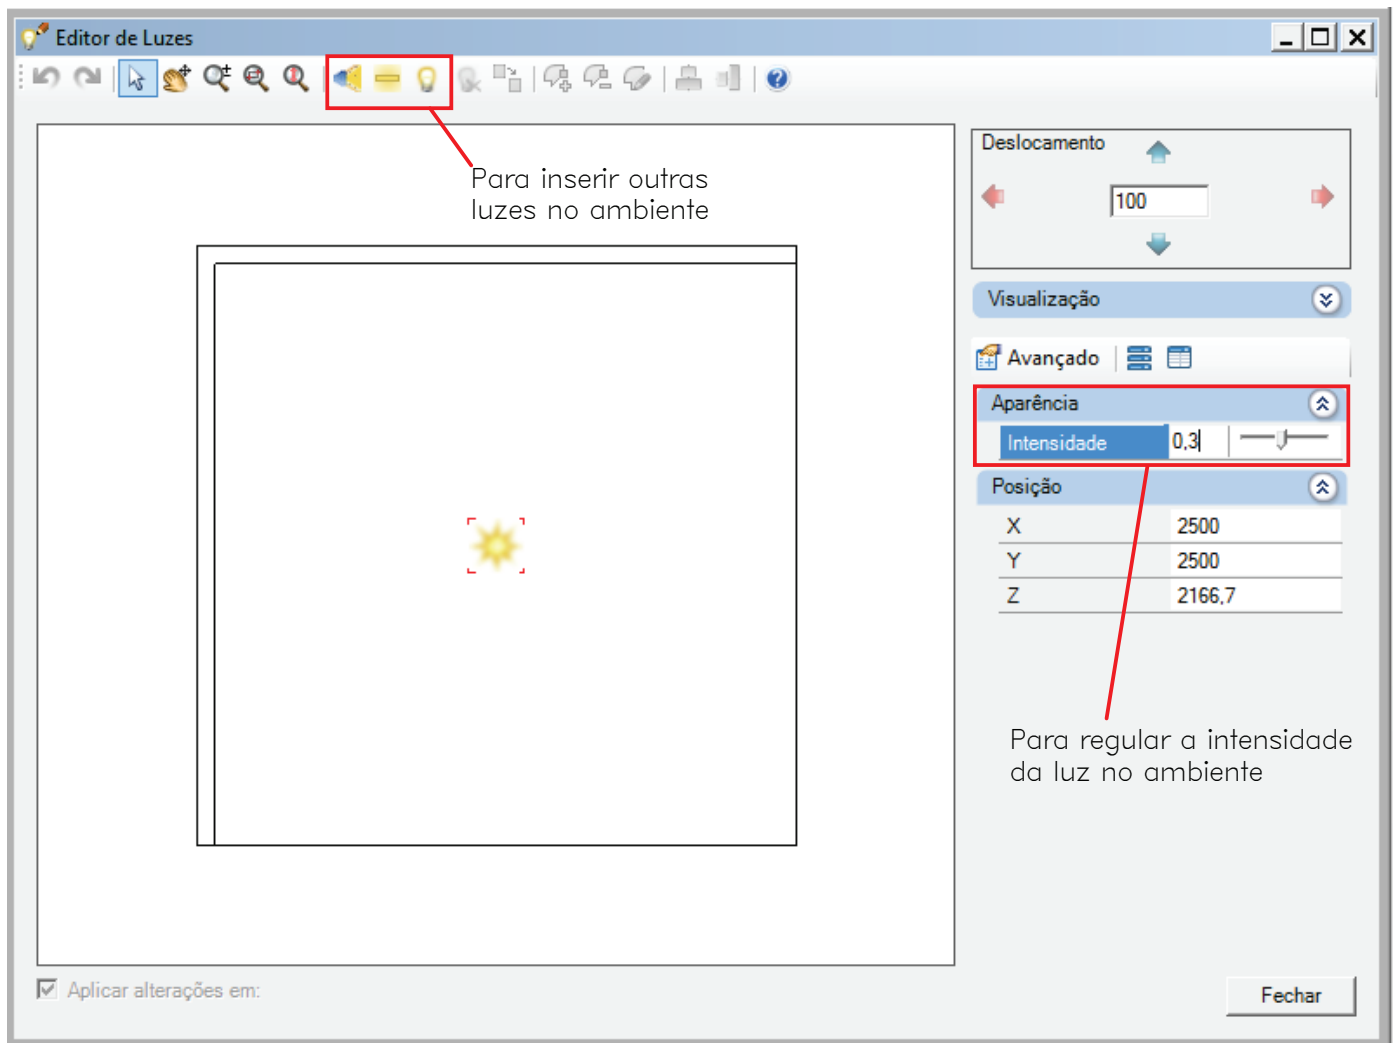 Editor de Luzes
Para inserir outras
luzes no ambiente
Deslocamento
100
Visualização
Avançado
Aparência
Intensidade 0,3
Posição
X 2500
Y 2500
Z 2166,7
Para regular a intensidade
da luz no ambiente
Aplicar alterações em:
Fechar